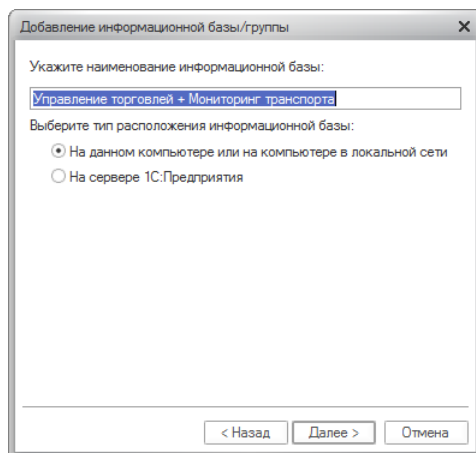 Добавление информационной базы/группы
Укажите наименование информационной базы:
Управление торговлей + Мониторинг транспорта
Выберите тип расположения информационной базы:
На данном компьютере или на компьютере в локальной сети
На сервере 1С:Предприятия
< Назад Далее > Отмена